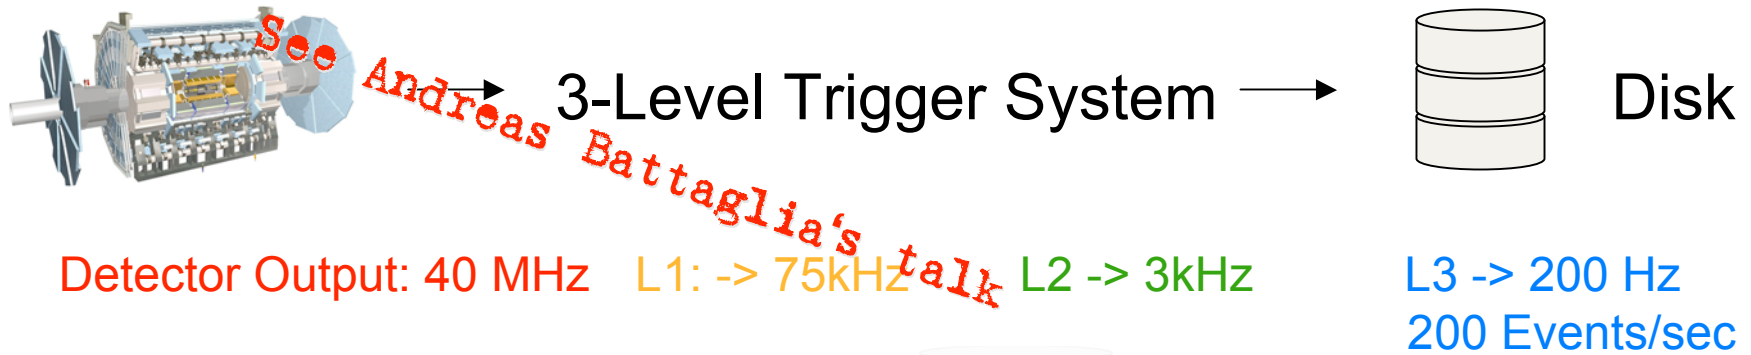 See Andreas Battaglia's talk
3-Level Trigger System
Disk
Detector Output: 40 MHz
L1: -> 75kHz
L2 -> 3kHz
L3 -> 200 Hz
200 Events/sec